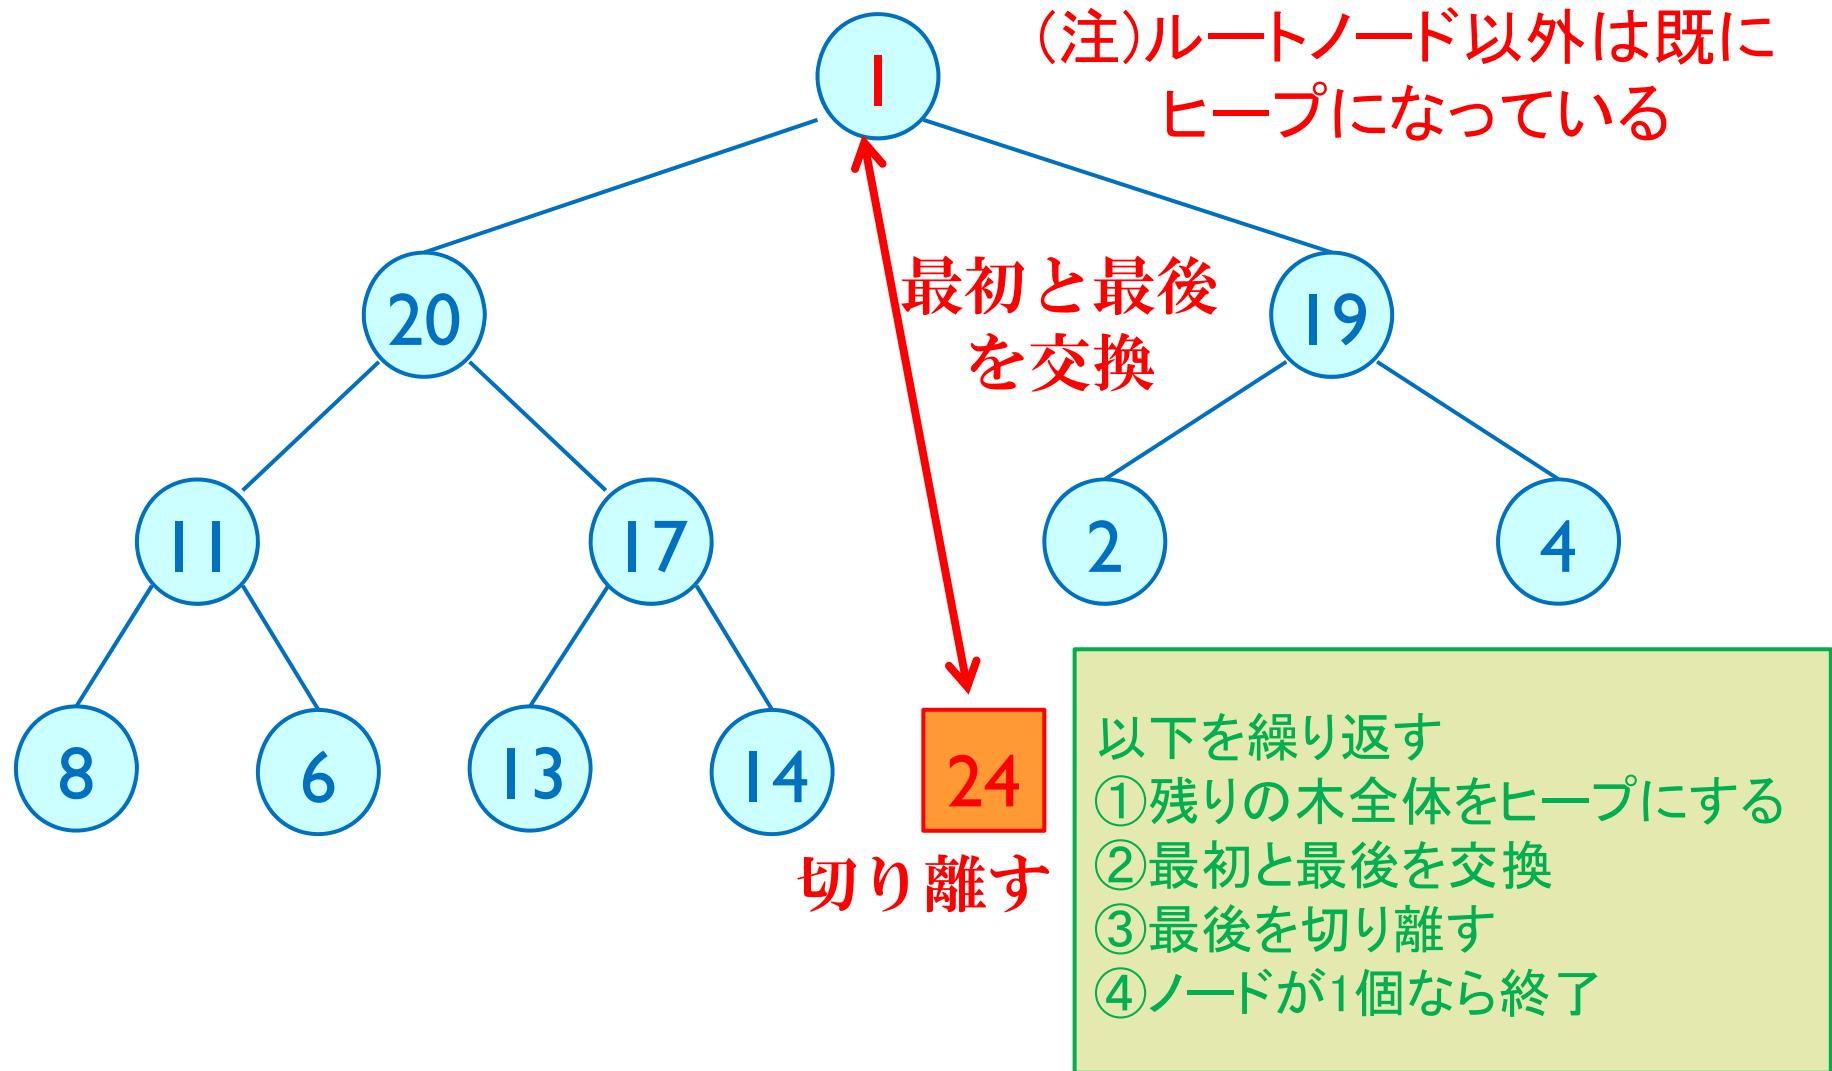 1
(注)ルートノード以外は既に
ヒープになっている
最初と最後
を交換
20
19
11
17
2
4
8
6
13
14
24
切り離す
以下を繰り返す
①残りの木全体をヒープにする
②最初と最後を交換
③最後を切り離す
④ノードが1個なら終了